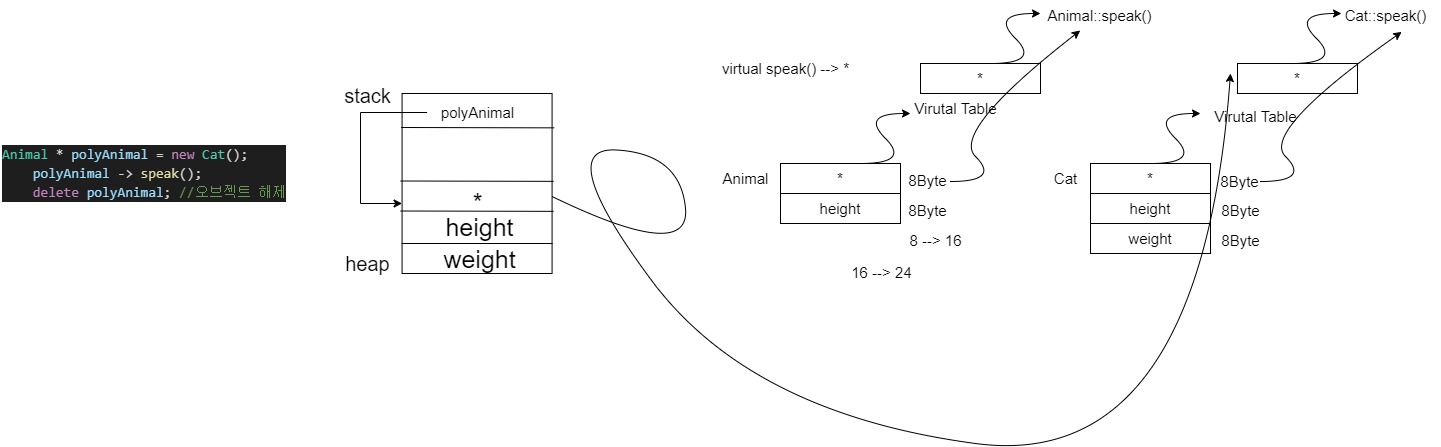 Animal * polyAnimal = new Cat();
polyAnimal -> speak();
delete polyAnimal; //오브젝트 해제
stack
polyAnimal
*
height
weight
heap
virtual speak() --> *
Animal::speak()
*
Virutal Table
Animal
*
8Byte
height
8Byte
8 --> 16
16 --> 24
Cat::speak()
*
Virutal Table
Cat
*
8Byte
height
8Byte
weight
8Byte